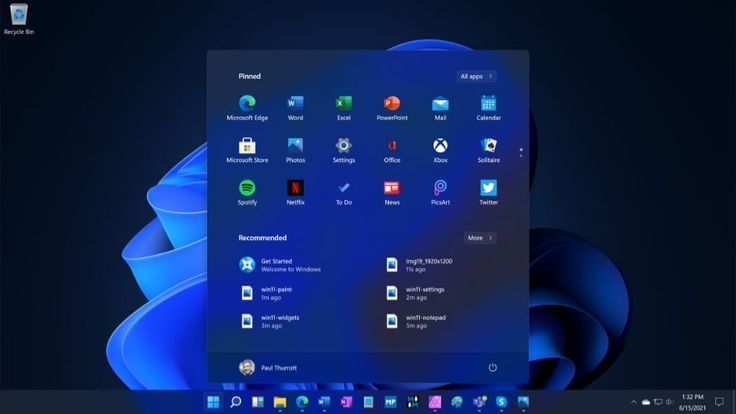 Recycle Bin
Pinned
All apps
Microsoft Edge Word Excel PowerPoint Mail Calendar
Microsoft Store Photos Settings Office Xbox Solitaire
Spotify Netflix To Do News PicsArt Twitter
Recommended
More
Get Started
Welcome to Windows
img19_1920x1200
11s ago
win11-paint
1m ago
win11-settings
2m ago
win11-widgets
3m ago
win11-notepad
5m ago
Paul Thurrott
MP
1:32 PM
6/15/2021